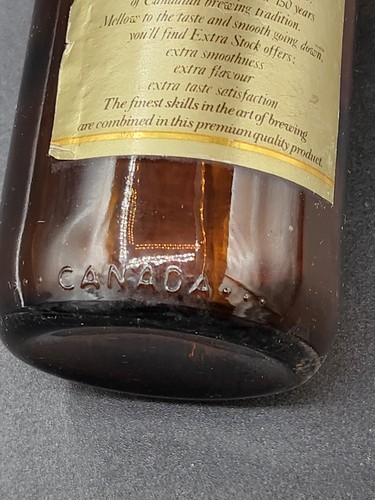 150 years
of Canadian brewing tradition.
Mellow to the taste and smooth going down,
you'll find Extra Stock offers:
extra smoothness
extra flavour
extra taste satisfaction
The finest skills in the art of brewing
are combined in this premium quality product.
CANADA...